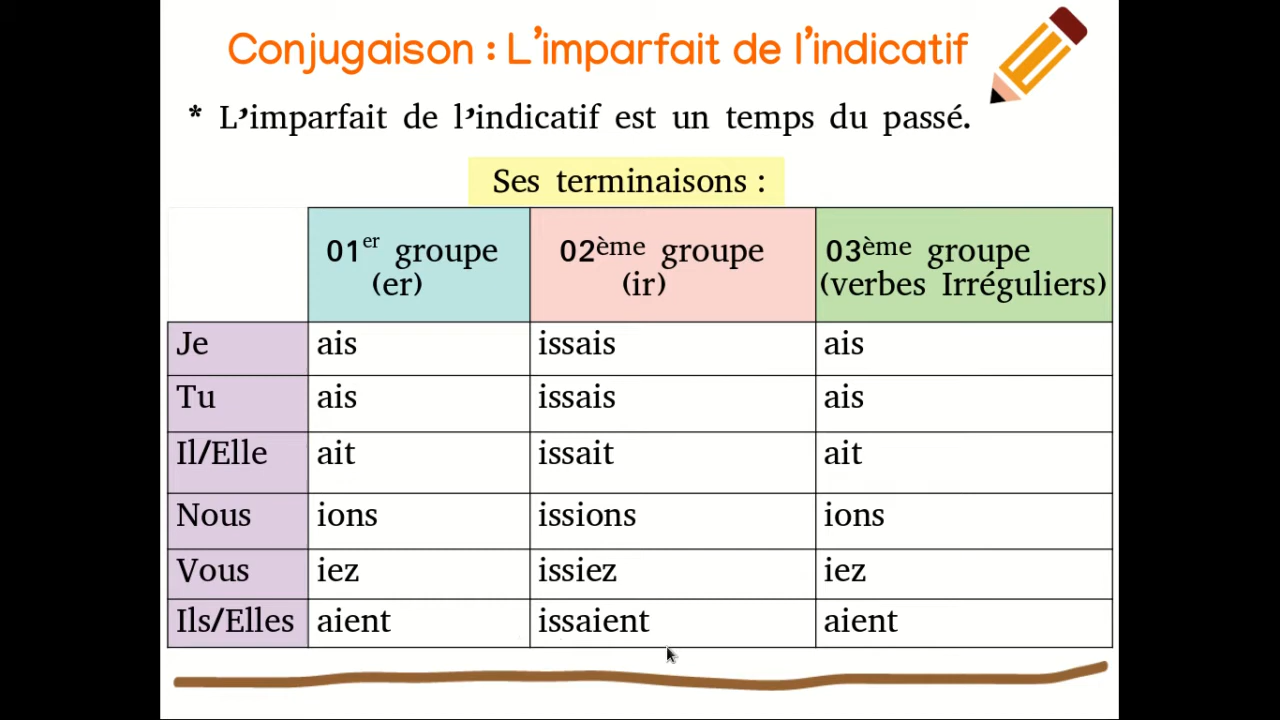 Conjugaison : L'imparfait de l'indicatif
* L'imparfait de l'indicatif est un temps du passé.
Ses terminaisons :
01er groupe (er) 02ème groupe (ir) 03ème groupe (verbes Irréguliers)
Je ais issais ais
Tu ais issais ais
Il/Elle ait issait ait
Nous ions issions ions
Vous iez issiez iez
Ils/Elles aient issaient aient